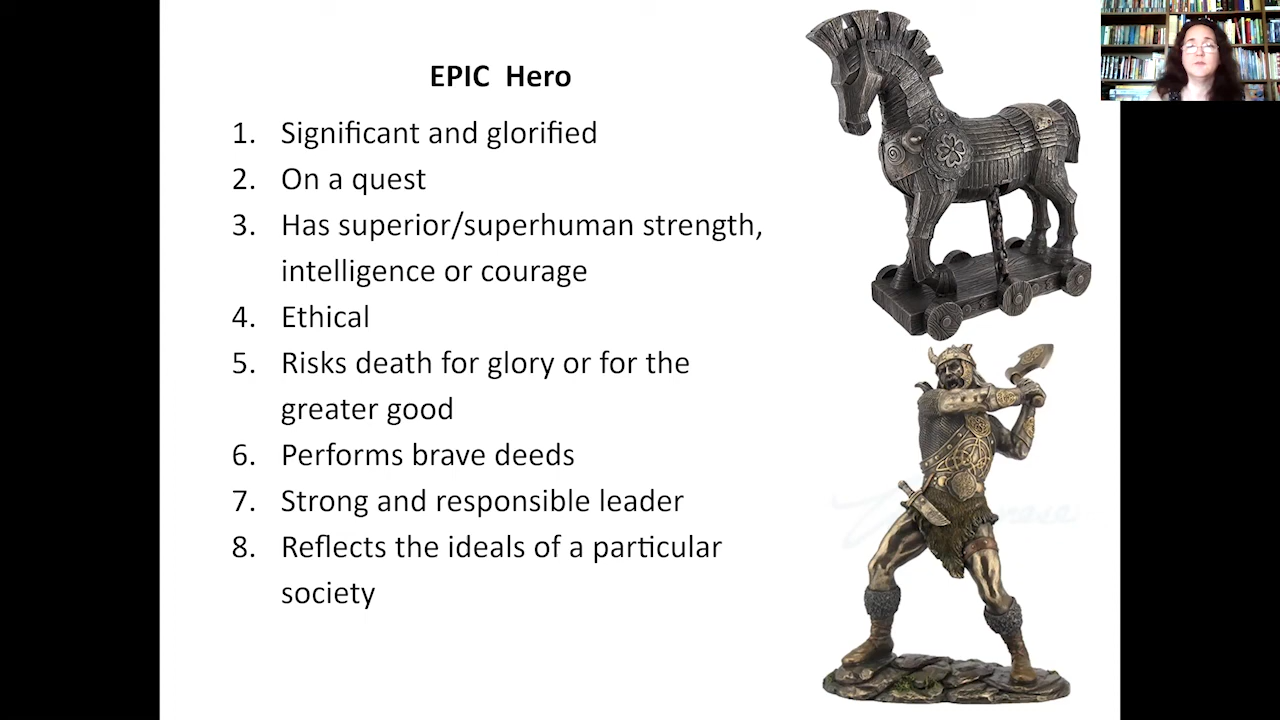 EPIC  Hero
1. Significant and glorified
2. On a quest
3. Has superior/superhuman strength,
intelligence or courage
4. Ethical
5. Risks death for glory or for the
greater good
6. Performs brave deeds
7. Strong and responsible leader
8. Reflects the ideals of a particular
society